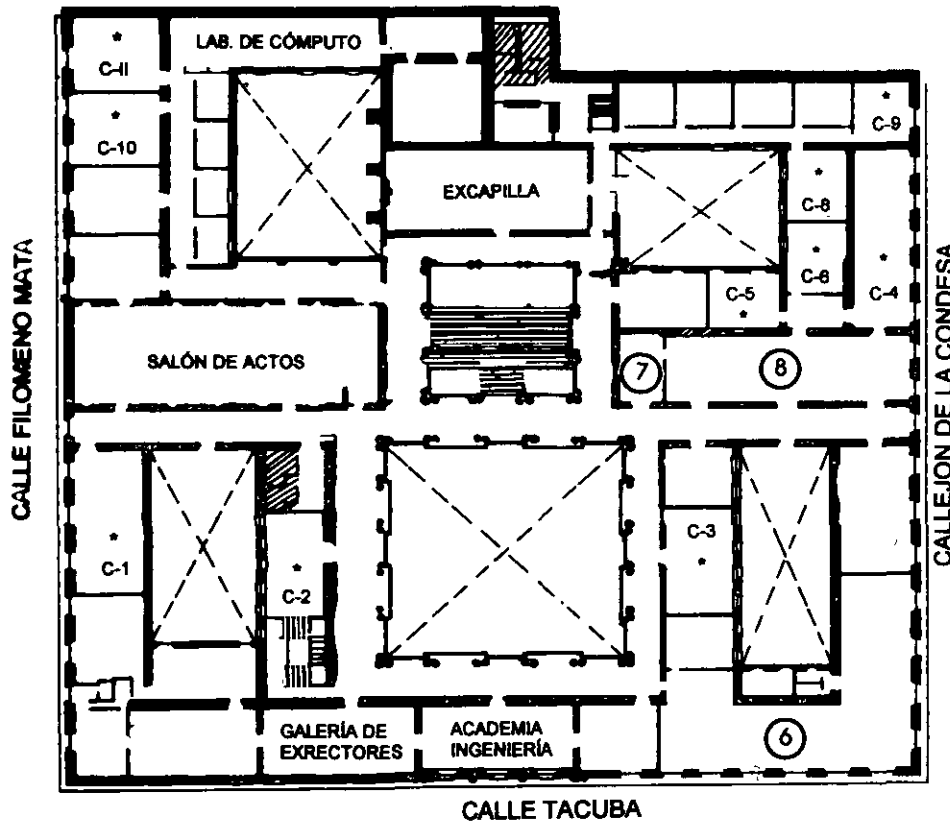 LAB. DE CÓMPUTO
*
C-11
*
C-10
*
C-9
EXCAPILLA
*
C-8
*
C-6
*
C-4
C-5
*
CALLE FILOMENO MATA
CALLEJON DE LA CONDESA
SALÓN DE ACTOS
7
8
*
C-1
*
C-2
C-3
*
GALERÍA DE
EXRECTORES
ACADEMIA
INGENIERÍA
6
CALLE TACUBA